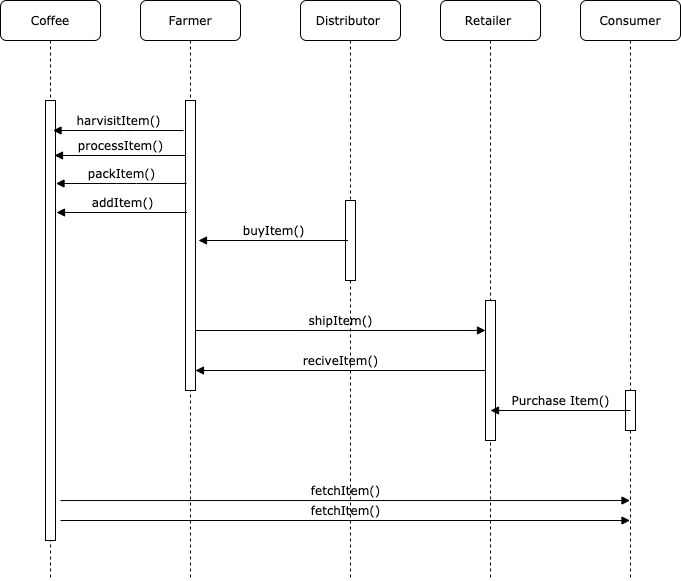 Coffee
Farmer
Distributor
Retailer
Consumer
harvisitItem()
processItem()
packItem()
addItem()
buyItem()
shipItem()
reciveItem()
Purchase Item()
fetchItem()
fetchItem()